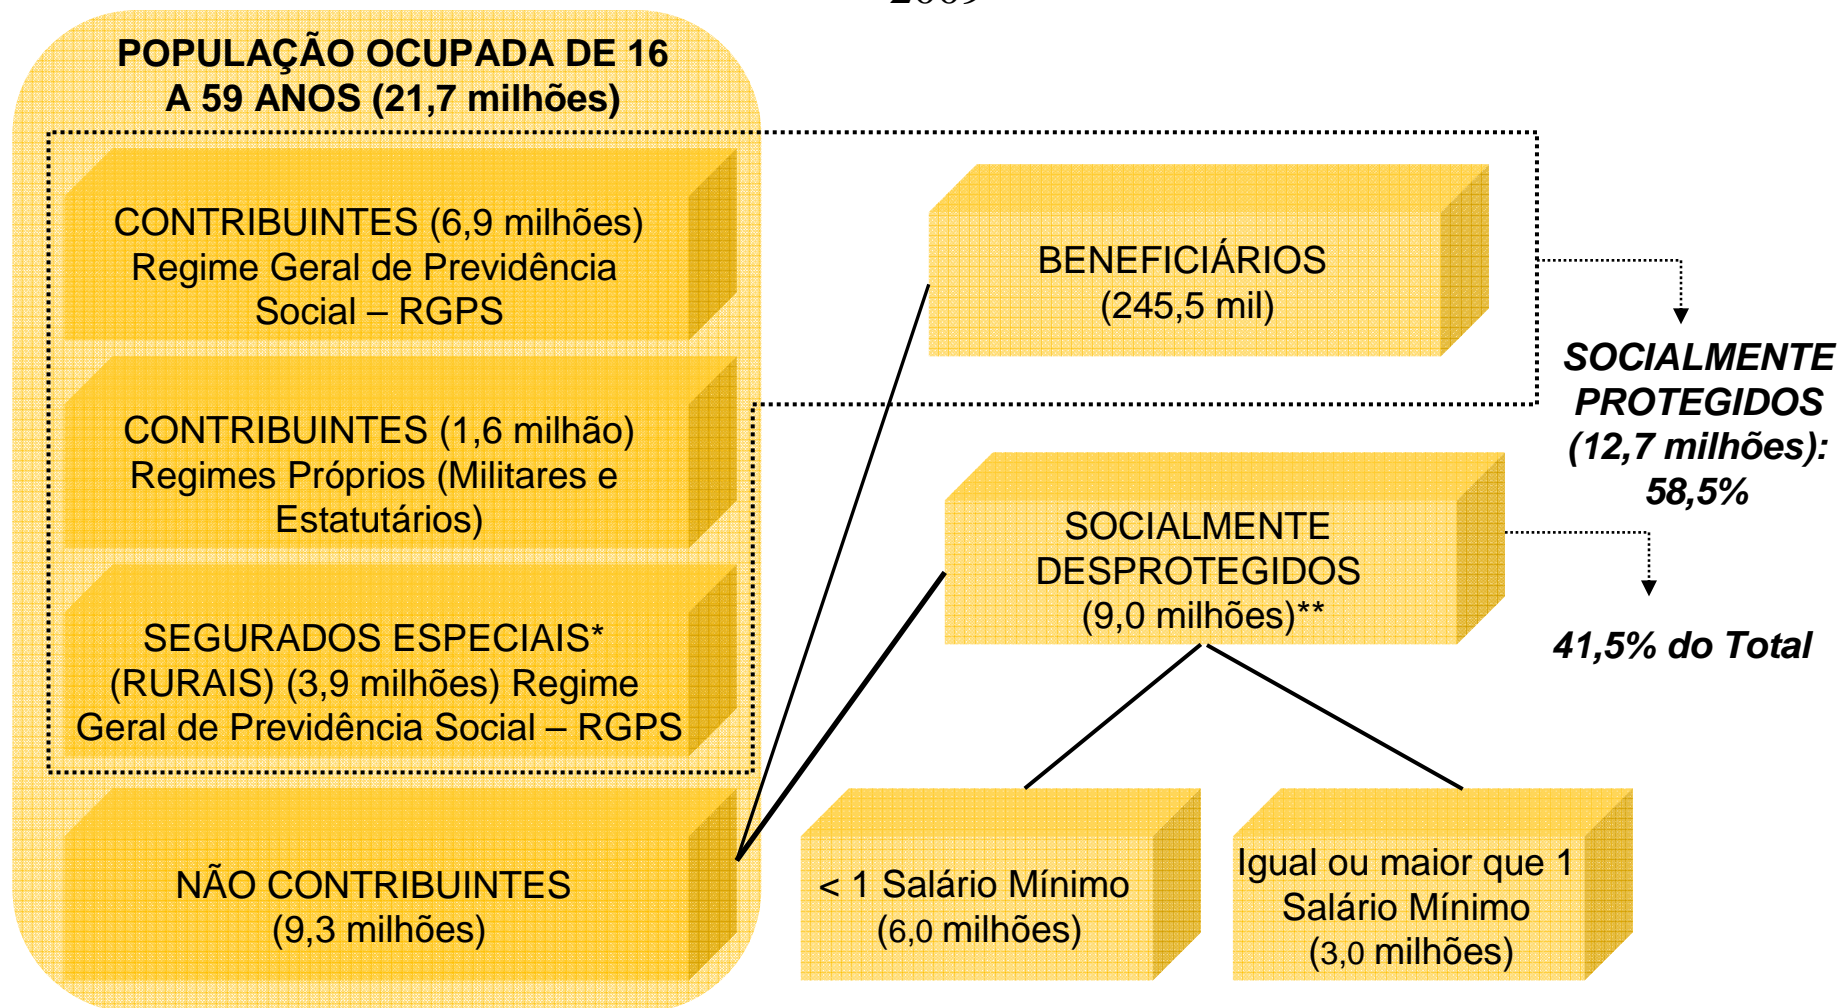 2009
POPULAÇÃO OCUPADA DE 16
A 59 ANOS (21,7 milhões)
CONTRIBUINTES (6,9 milhões)
Regime Geral de Previdência
Social – RGPS
CONTRIBUINTES (1,6 milhão)
Regimes Próprios (Militares e
Estatutários)
SEGURADOS ESPECIAIS*
(RURAIS) (3,9 milhões) Regime
Geral de Previdência Social – RGPS
NÃO CONTRIBUINTES
(9,3 milhões)
BENEFICIÁRIOS
(245,5 mil)
SOCIALMENTE
DESPROTEGIDOS
(9,0 milhões)**
< 1 Salário Mínimo
(6,0 milhões)
Igual ou maior que 1
Salário Mínimo
(3,0 milhões)
SOCIALMENTE
PROTEGIDOS
(12,7 milhões):
58,5%
41,5% do Total